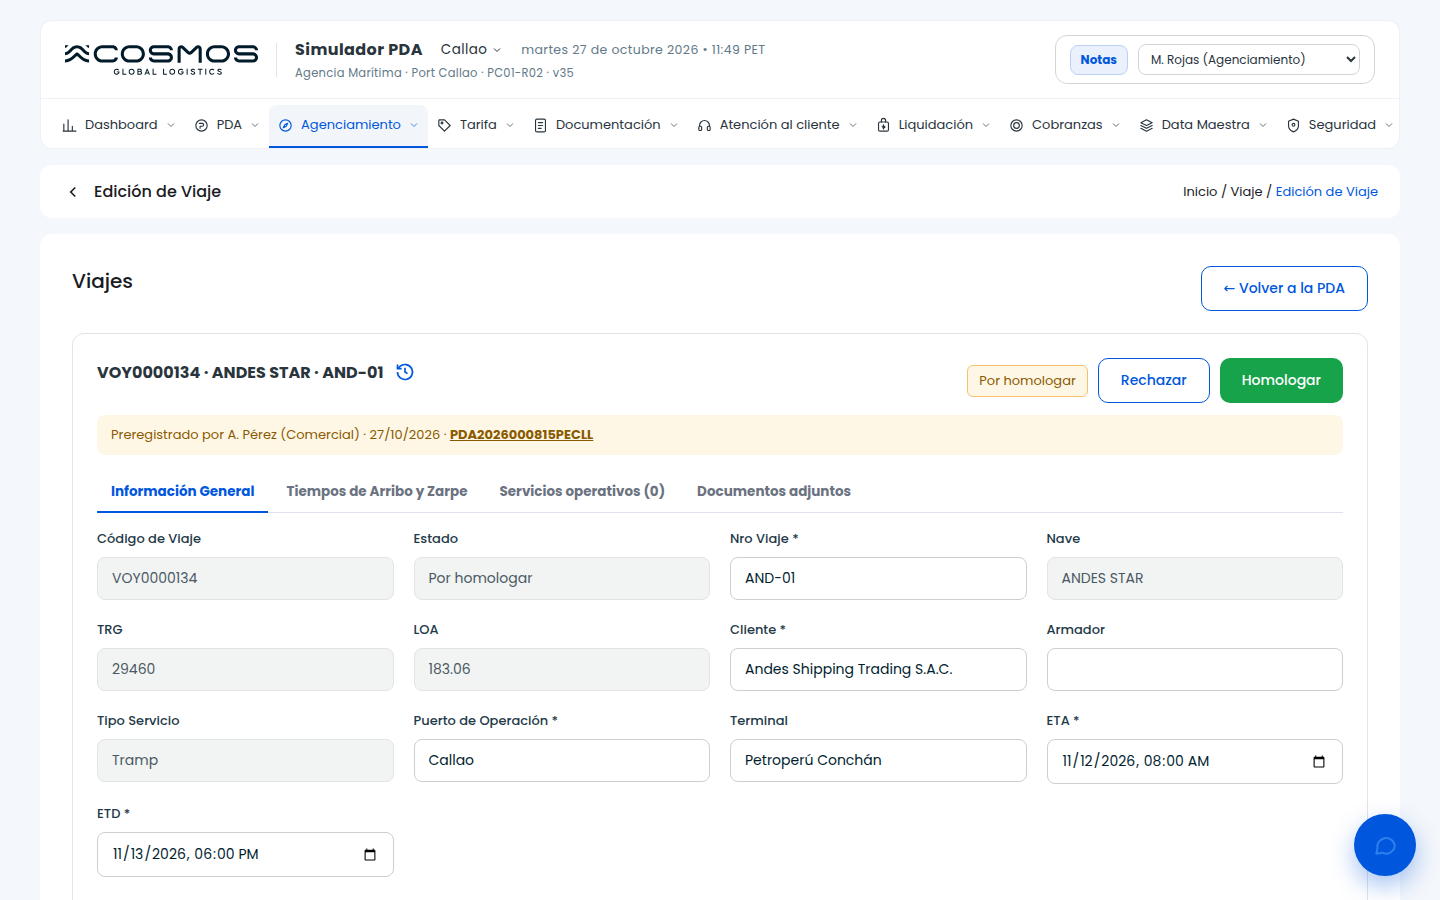 COSMOS
GLOBAL LOGISTICS
Simulador PDA Callao martes 27 de octubre 2026 • 11:49 PET
Agencia Marítima · Port Callao · PC01-R02 · v35
Notas M. Rojas (Agenciamiento)
Dashboard PDA Agenciamiento Tarifa Documentación Atención al cliente Liquidación Cobranzas Data Maestra Seguridad
Edición de Viaje Inicio / Viaje / Edición de Viaje
Viajes ← Volver a la PDA
VOY0000134 · ANDES STAR · AND-01 Por homologar Rechazar Homologar
Preregistrado por A. Pérez (Comercial) · 27/10/2026 · PDA2026000815PECLL
Información General Tiempos de Arribo y Zarpe Servicios operativos (0) Documentos adjuntos
Código de Viaje Estado Nro Viaje * Nave
VOY0000134 Por homologar AND-01 ANDES STAR
TRG LOA Cliente * Armador
29460 183.06 Andes Shipping Trading S.A.C.
Tipo Servicio Puerto de Operación * Terminal ETA *
Tramp Callao Petroperú Conchán 11/12/2026, 08:00 AM
ETD *
11/13/2026, 06:00 PM